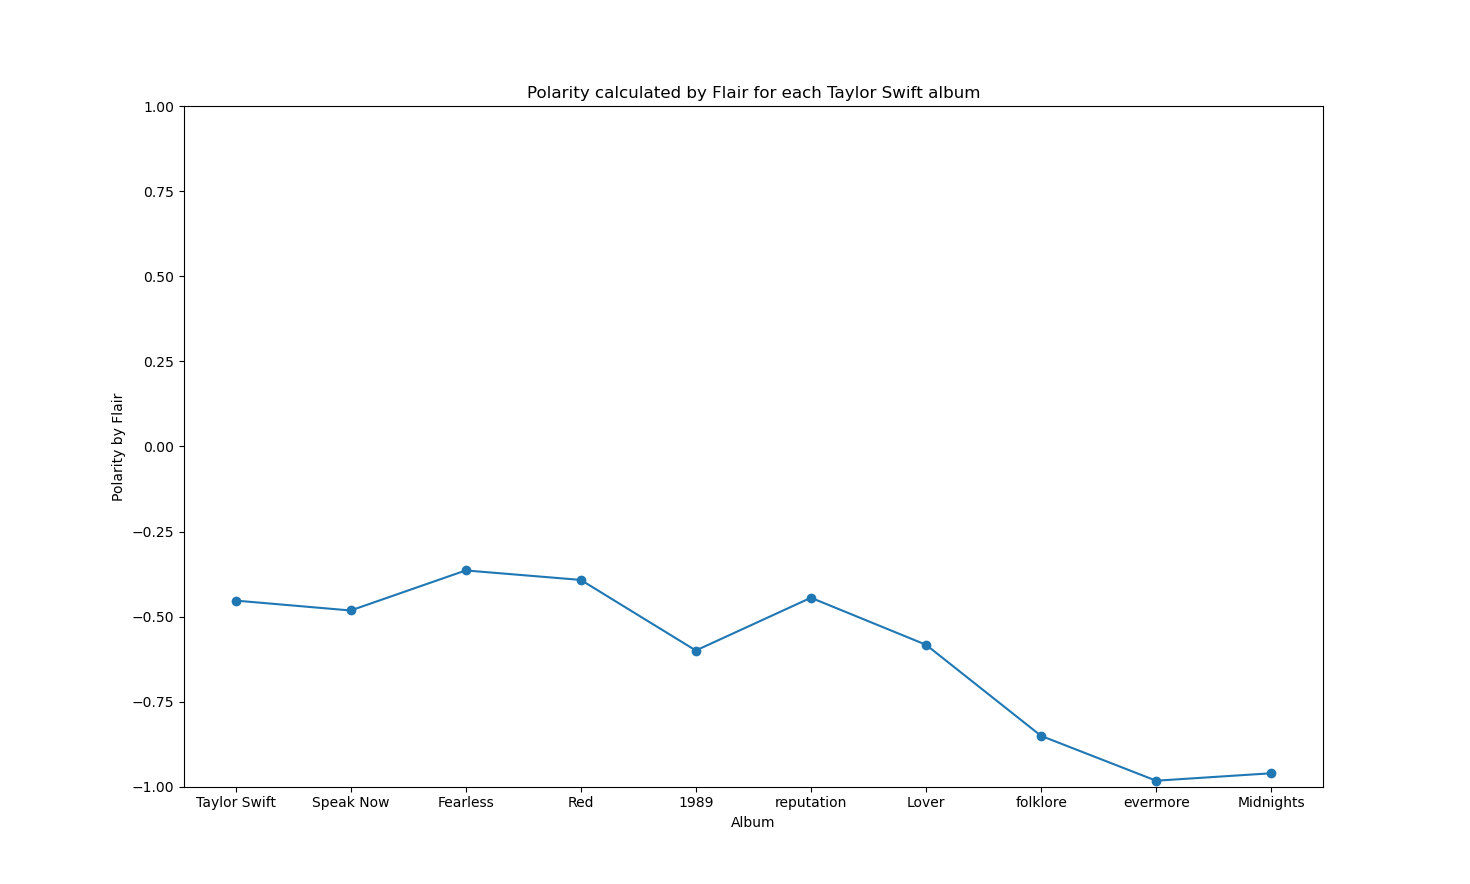 Polarity calculated by Flair for each Taylor Swift album
1.00
0.75
0.50
0.25
0.00
−0.25
−0.50
−0.75
−1.00
Polarity by Flair
Taylor Swift Speak Now Fearless Red 1989 reputation Lover folklore evermore Midnights
Album